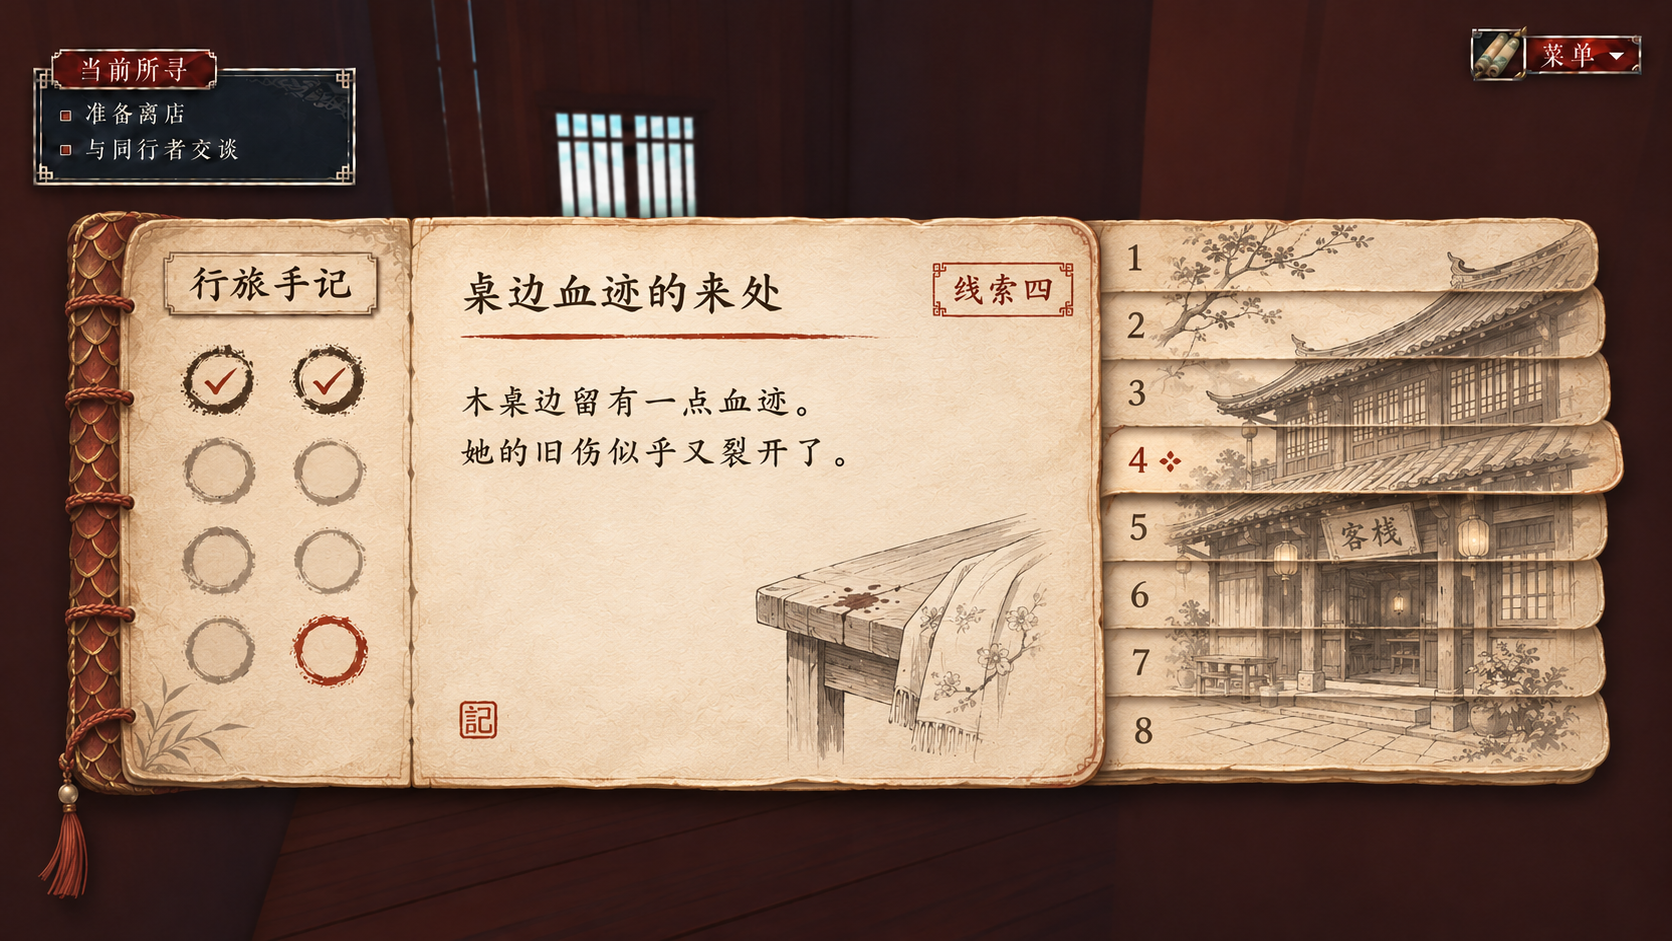 当前所寻
准备离店
与同行者交谈
菜单
行旅手记
桌边血迹的来处
线索四
木桌边留有一点血迹。
她的旧伤似乎又裂开了。
記
1
2
3
4
5
6
7
8
客栈